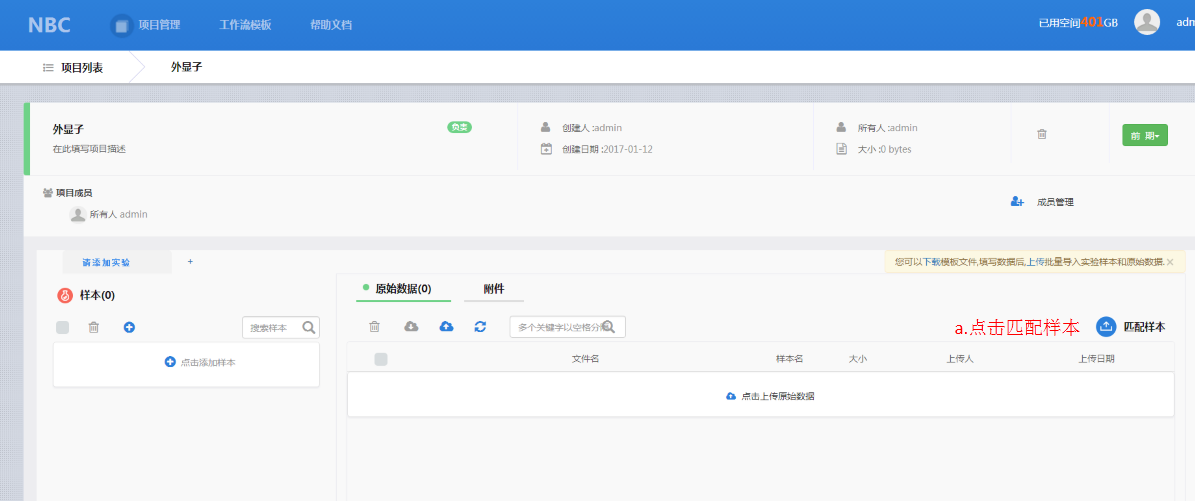 NBC 项目管理 工作流模板 帮助文档 已用空间401GB adm
项目列表 外显子
外显子 负责 创建人:admin 所有人:admin 前 期
在此填写项目描述 创建日期:2017-01-12 大小:0 bytes
项目成员
所有人 admin 成员管理
请添加实验 + 您可以下载模板文件,填写数据后,上传批量导入实验样本和原始数据. ×
样本(0) 原始数据(0) 附件
搜索样本 多个关键字以空格分 a.点击匹配样本 匹配样本
文件名 样本名 大小 上传人 上传日期
点击添加样本
点击上传原始数据